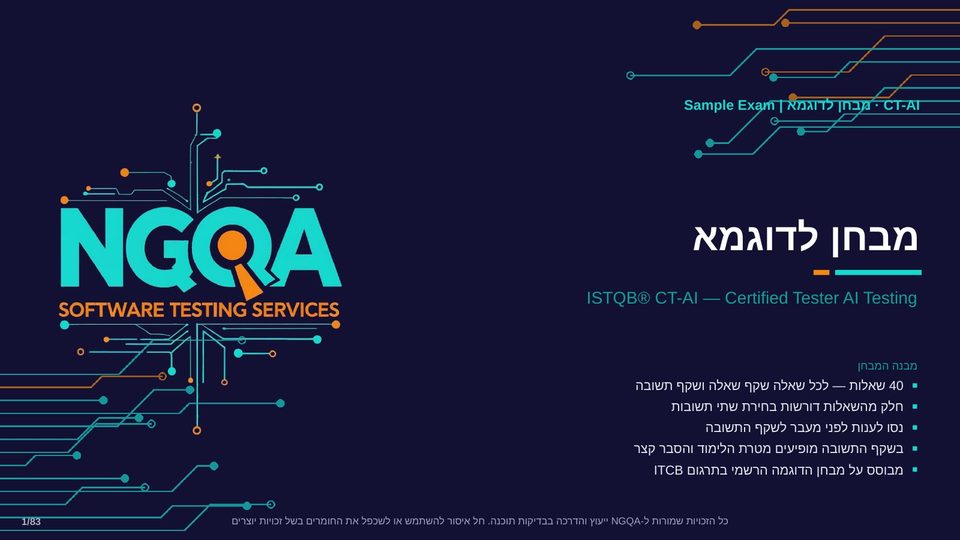 CT-AI · מבחן לדוגמא | Sample Exam
NGQA
SOFTWARE TESTING SERVICES
מבחן לדוגמא
ISTQB® CT-AI — Certified Tester AI Testing
מבנה המבחן
40 שאלות — לכל שאלה שקף שאלה ושקף תשובה
חלק מהשאלות דורשות בחירת שתי תשובות
נסו לענות לפני מעבר לשקף התשובה
בשקף התשובה מופיעים מטרת הלימוד והסבר קצר
מבוסס על מבחן הדוגמה הרשמי בתרגום ITCB
כל הזכויות שמורות ל-NGQA ייעוץ והדרכה בבדיקות תוכנה. חל איסור להשתמש או לשכפל את החומרים בשל זכויות יוצרים
1/83